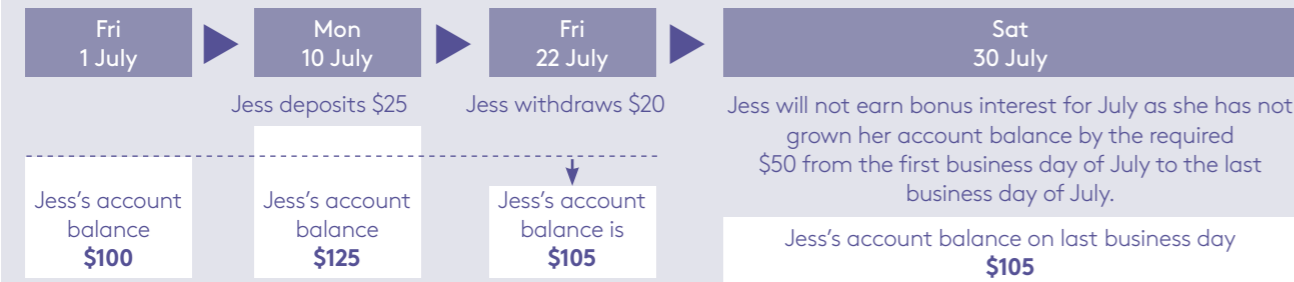 Fri
1 July
Mon
10 July
Fri
22 July
Sat
30 July
Jess deposits $25
Jess withdraws $20
Jess will not earn bonus interest for July as she has not
grown her account balance by the required
$50 from the first business day of July to the last
business day of July.
Jess's account
balance
$100
Jess's account
balance
$125
Jess's account
balance is
$105
Jess's account balance on last business day
$105